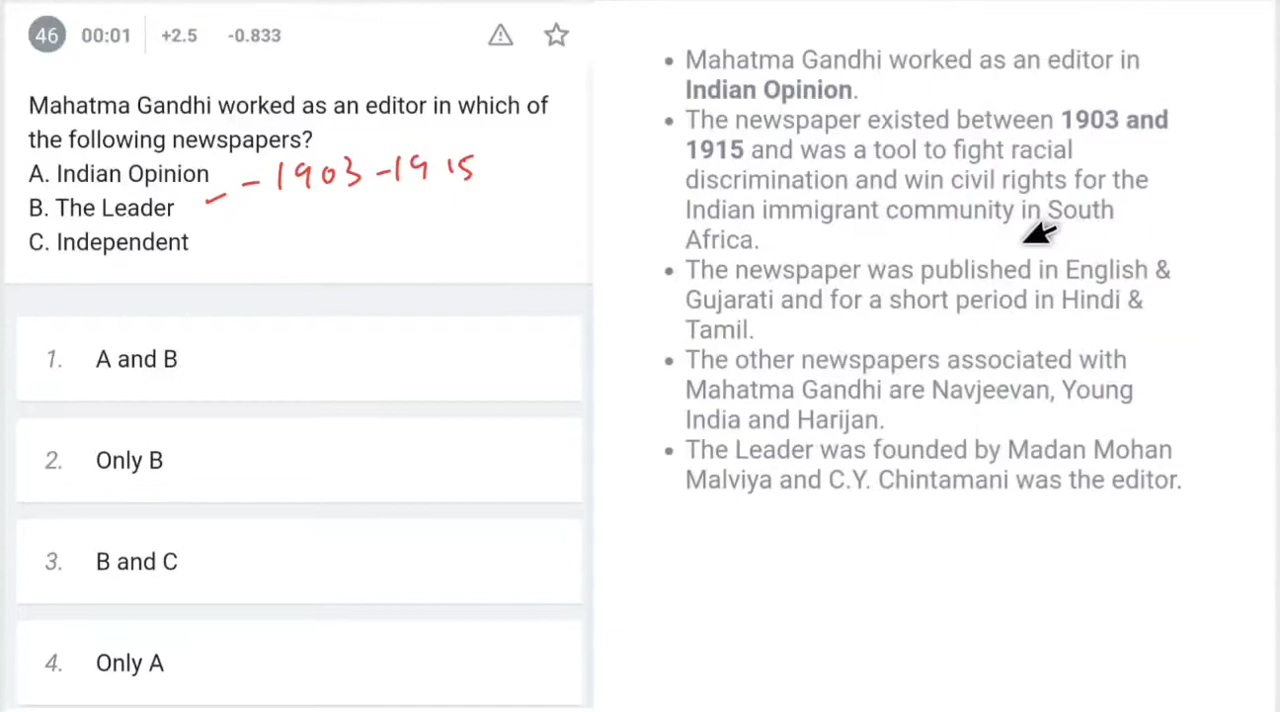 46 00:01 +2.5 -0.833
Mahatma Gandhi worked as an editor in which of
the following newspapers?
A. Indian Opinion - 1903-1915
B. The Leader
C. Independent
1. A and B
2. Only B
3. B and C
4. Only A
• Mahatma Gandhi worked as an editor in
Indian Opinion.
• The newspaper existed between 1903 and
1915 and was a tool to fight racial
discrimination and win civil rights for the
Indian immigrant community in South
Africa.
• The newspaper was published in English &
Gujarati and for a short period in Hindi &
Tamil.
• The other newspapers associated with
Mahatma Gandhi are Navjeevan, Young
India and Harijan.
• The Leader was founded by Madan Mohan
Malviya and C.Y. Chintamani was the editor.